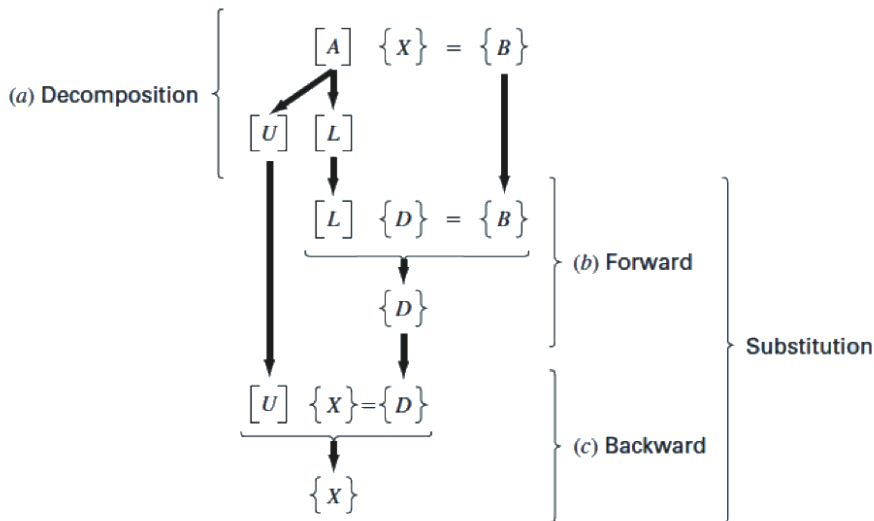 [A] {X} = {B}
(a) Decomposition
[U] [L]
[L] {D} = {B}
(b) Forward
{D}
Substitution
[U] {X}={D}
(c) Backward
{X}